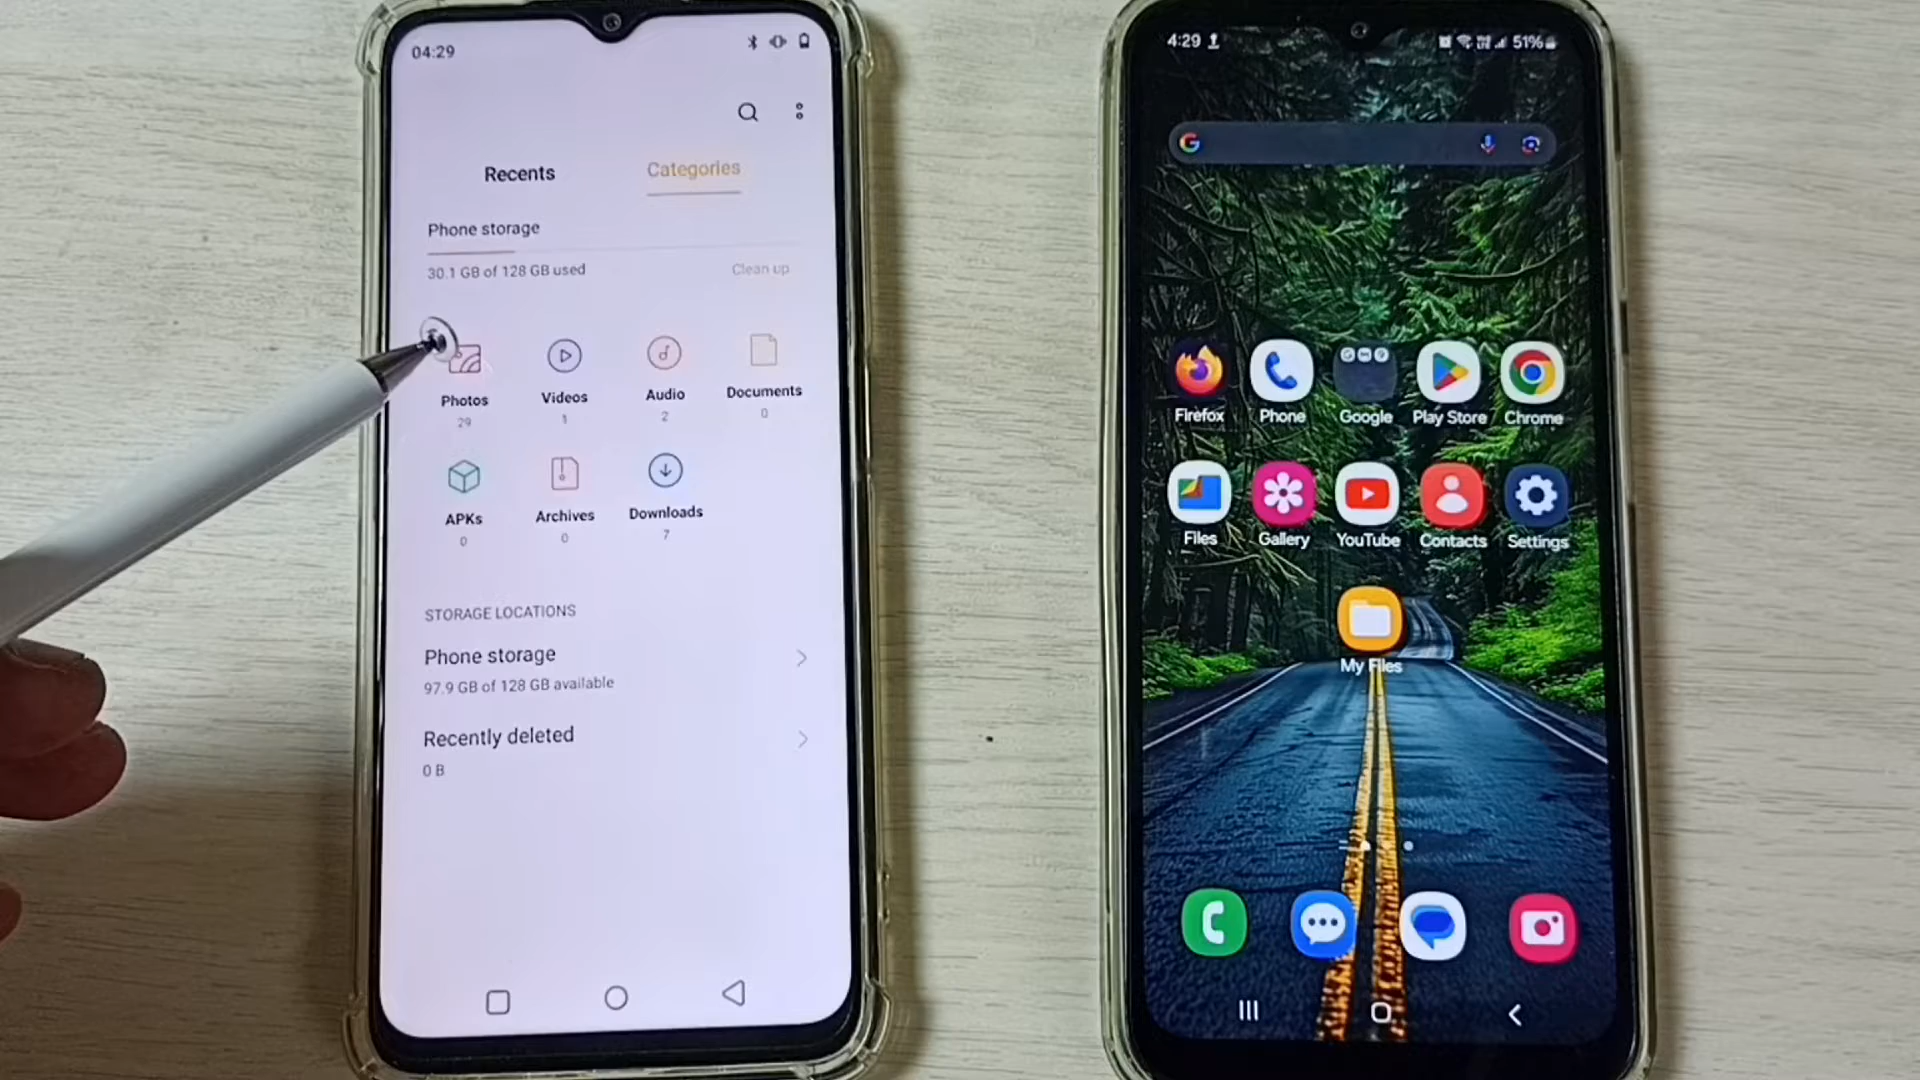 04:29
Recents
Categories
Phone storage
30.1 GB of 128 GB used
Clean up
Photos
29
Videos
1
Audio
2
Documents
0
APKs
0
Archives
0
Downloads
7
STORAGE LOCATIONS
Phone storage
97.9 GB of 128 GB available
Recently deleted
0 B
4:29
51%
Firefox
Phone
Google
Play Store
Chrome
Files
Gallery
YouTube
Contacts
Settings
My Files